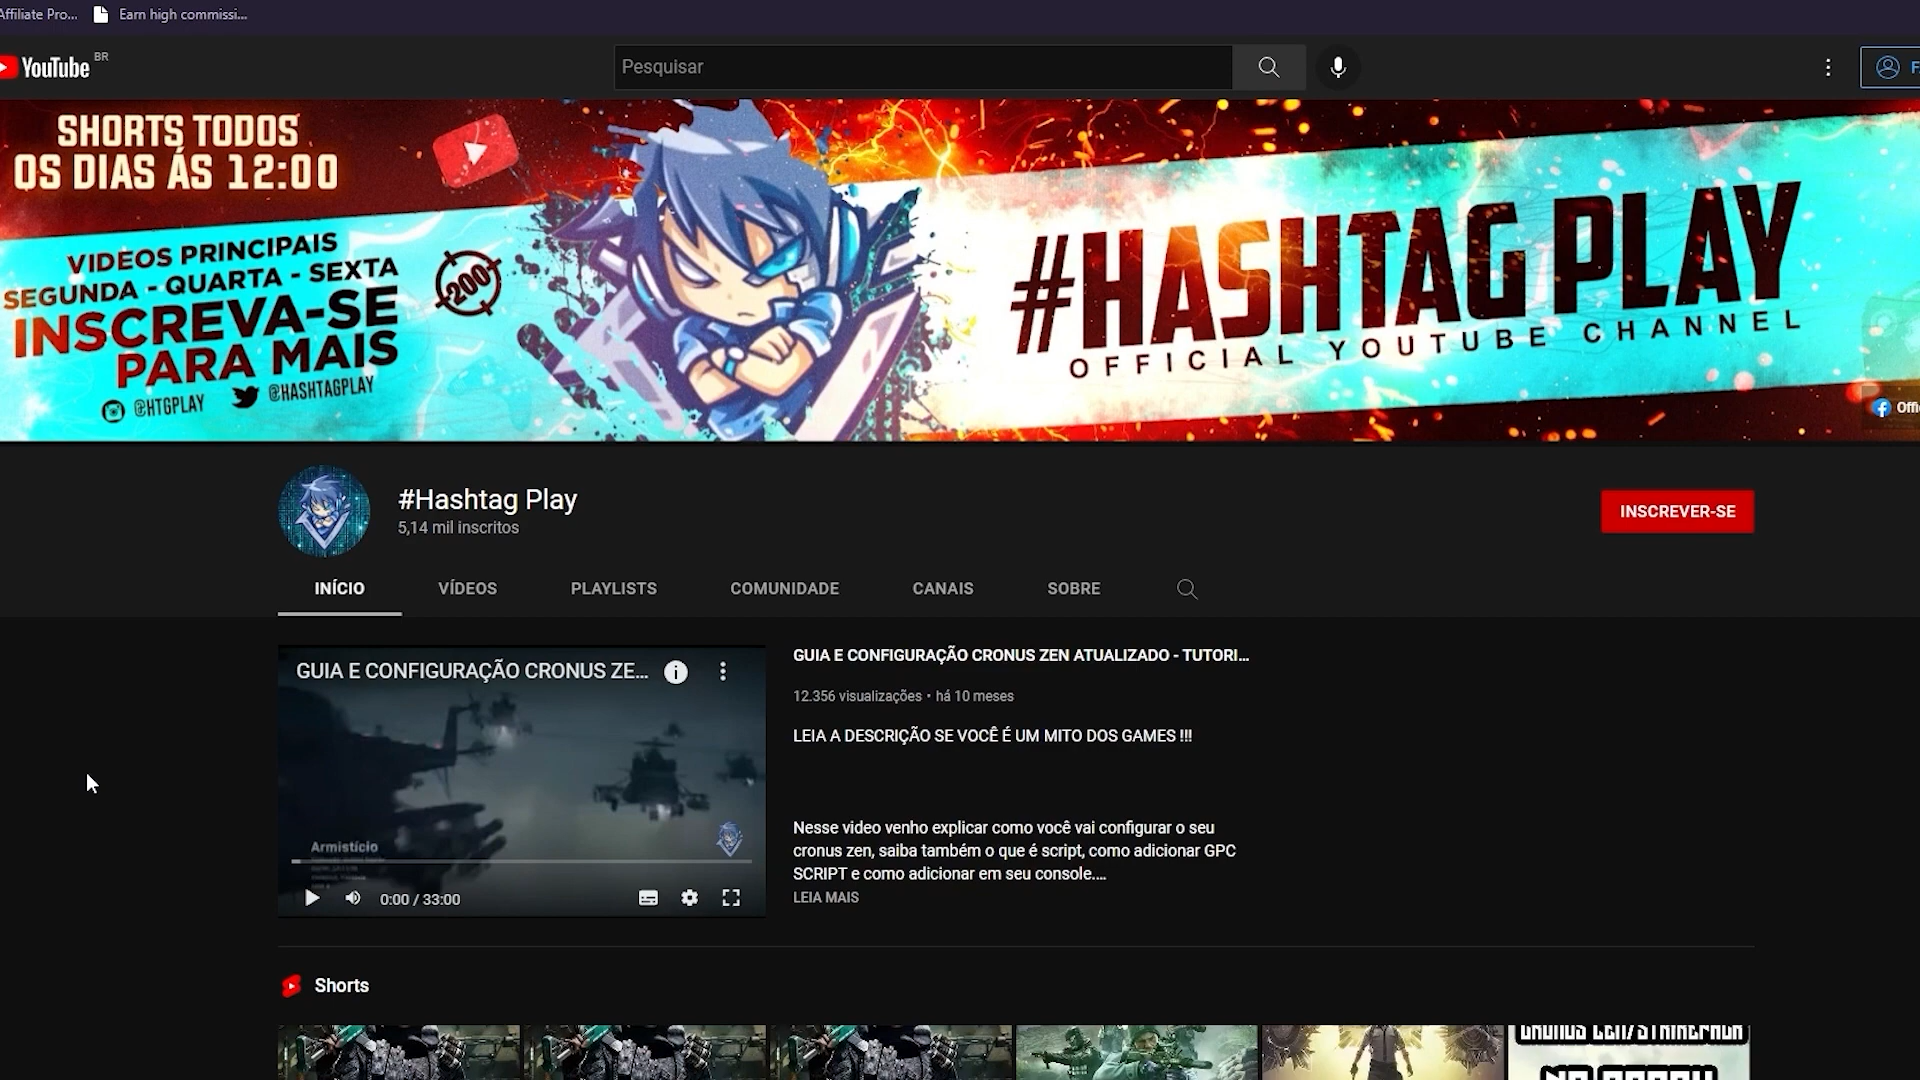 Affiliate Pro...
Earn high commissi...
YouTube BR
Pesquisar
SHORTS TODOS
OS DIAS ÁS 12:00
VIDEOS PRINCIPAIS
SEGUNDA - QUARTA - SEXTA
INSCREVA-SE
PARA MAIS
@HTGPLAY
@HASHTAGPLAY
200
#HASHTAG PLAY
OFFICIAL YOUTUBE CHANNEL
#Hashtag Play
5,14 mil inscritos
INSCREVER-SE
INÍCIO
VÍDEOS
PLAYLISTS
COMUNIDADE
CANAIS
SOBRE
GUIA E CONFIGURAÇÃO CRONUS ZE...
Armistício
0:00 / 33:00
GUIA E CONFIGURAÇÃO CRONUS ZEN ATUALIZADO - TUTORI...
12.356 visualizações • há 10 meses
LEIA A DESCRIÇÃO SE VOCÊ É UM MITO DOS GAMES !!!
Nesse video venho explicar como você vai configurar o seu
cronus zen, saiba também o que é script, como adicionar GPC
SCRIPT e como adicionar em seu console....
LEIA MAIS
Shorts
CRONUS ZEN/STRIKEPACK